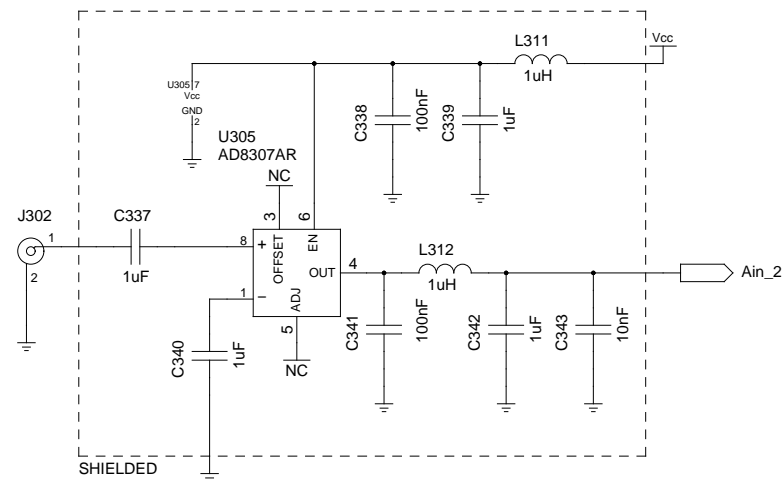 L311
Vcc
1uH
U305 7
Vcc
GND
2
C338
100nF
C339
1uF
U305
AD8307AR
NC
J302
1
2
C337
1uF
3
6
8
+
OFFSET
EN
OUT
4
1
–
ADJ
5
NC
L312
1uH
Ain_2
C340
1uF
C341
100nF
C342
1uF
C343
10nF
SHIELDED